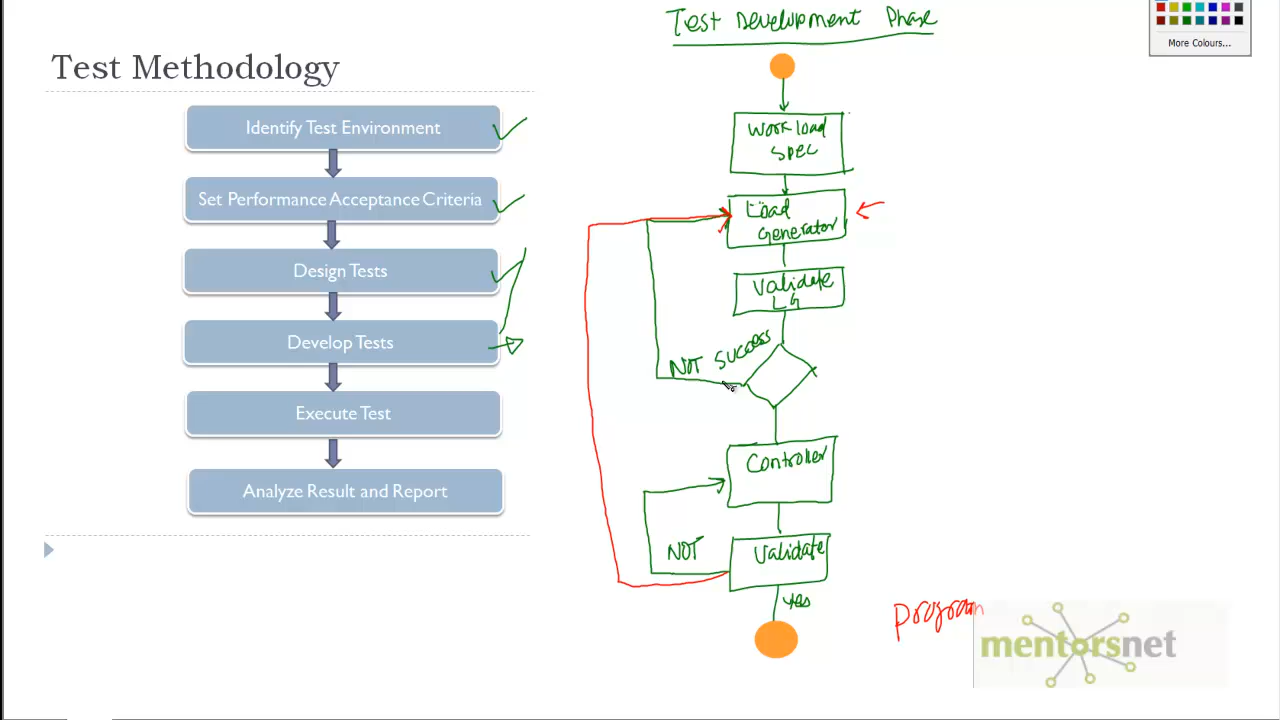 Test Development Phase
Test Methodology
Identify Test Environment
Set Performance Acceptance Criteria
Design Tests
Develop Tests
Execute Test
Analyze Result and Report
Work load
Spec
Load
Generator
Validate
LG
NOT SUCCESS
Controller
NOT
Validate
Yes
Program
mentorsnet
More Colours...